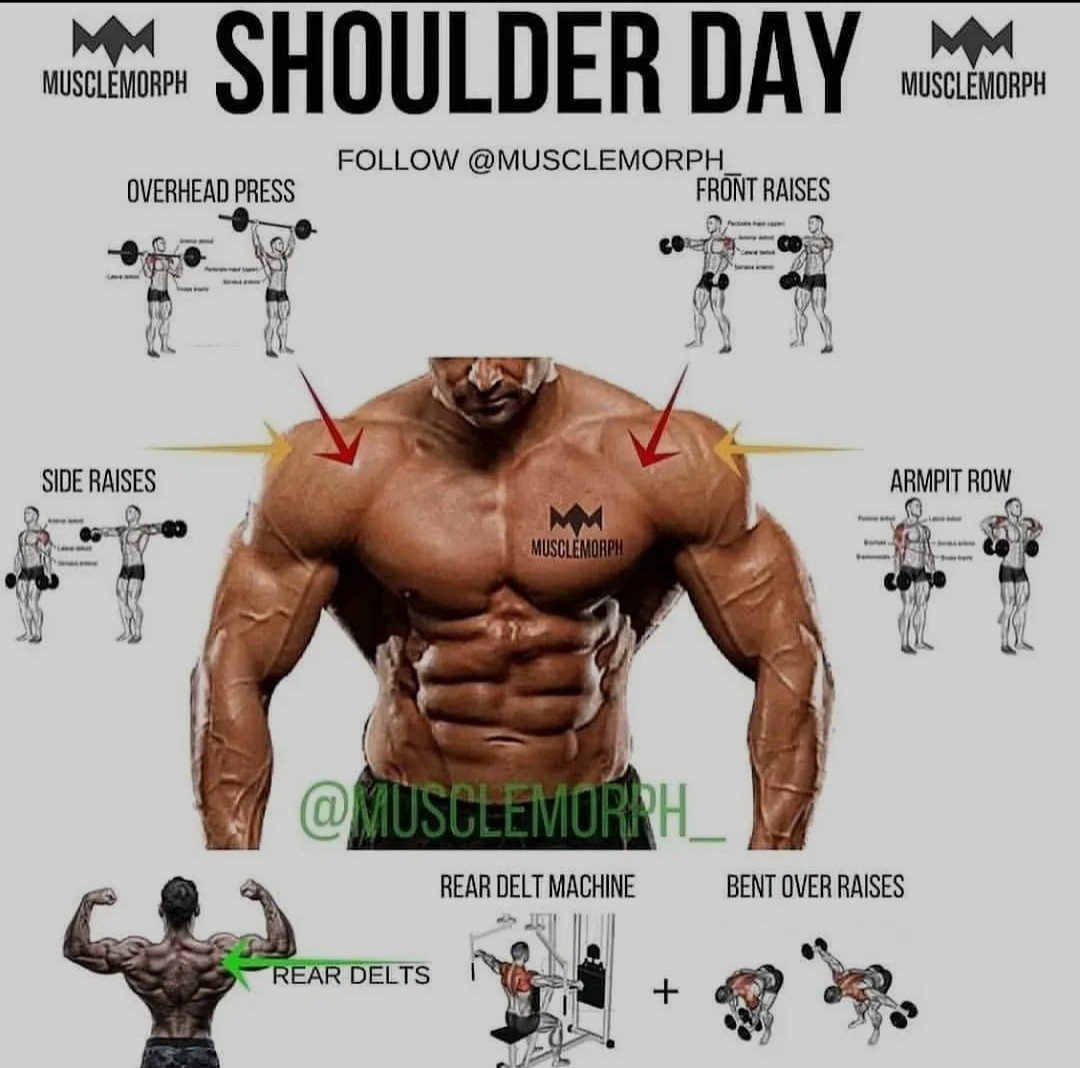 MUSCLEMORPH
SHOULDER DAY
MUSCLEMORPH
FOLLOW @MUSCLEMORPH_
OVERHEAD PRESS
FRONT RAISES
SIDE RAISES
ARMPIT ROW
MUSCLEMORPH
@MUSCLEMORPH_
REAR DELT MACHINE
BENT OVER RAISES
REAR DELTS
+